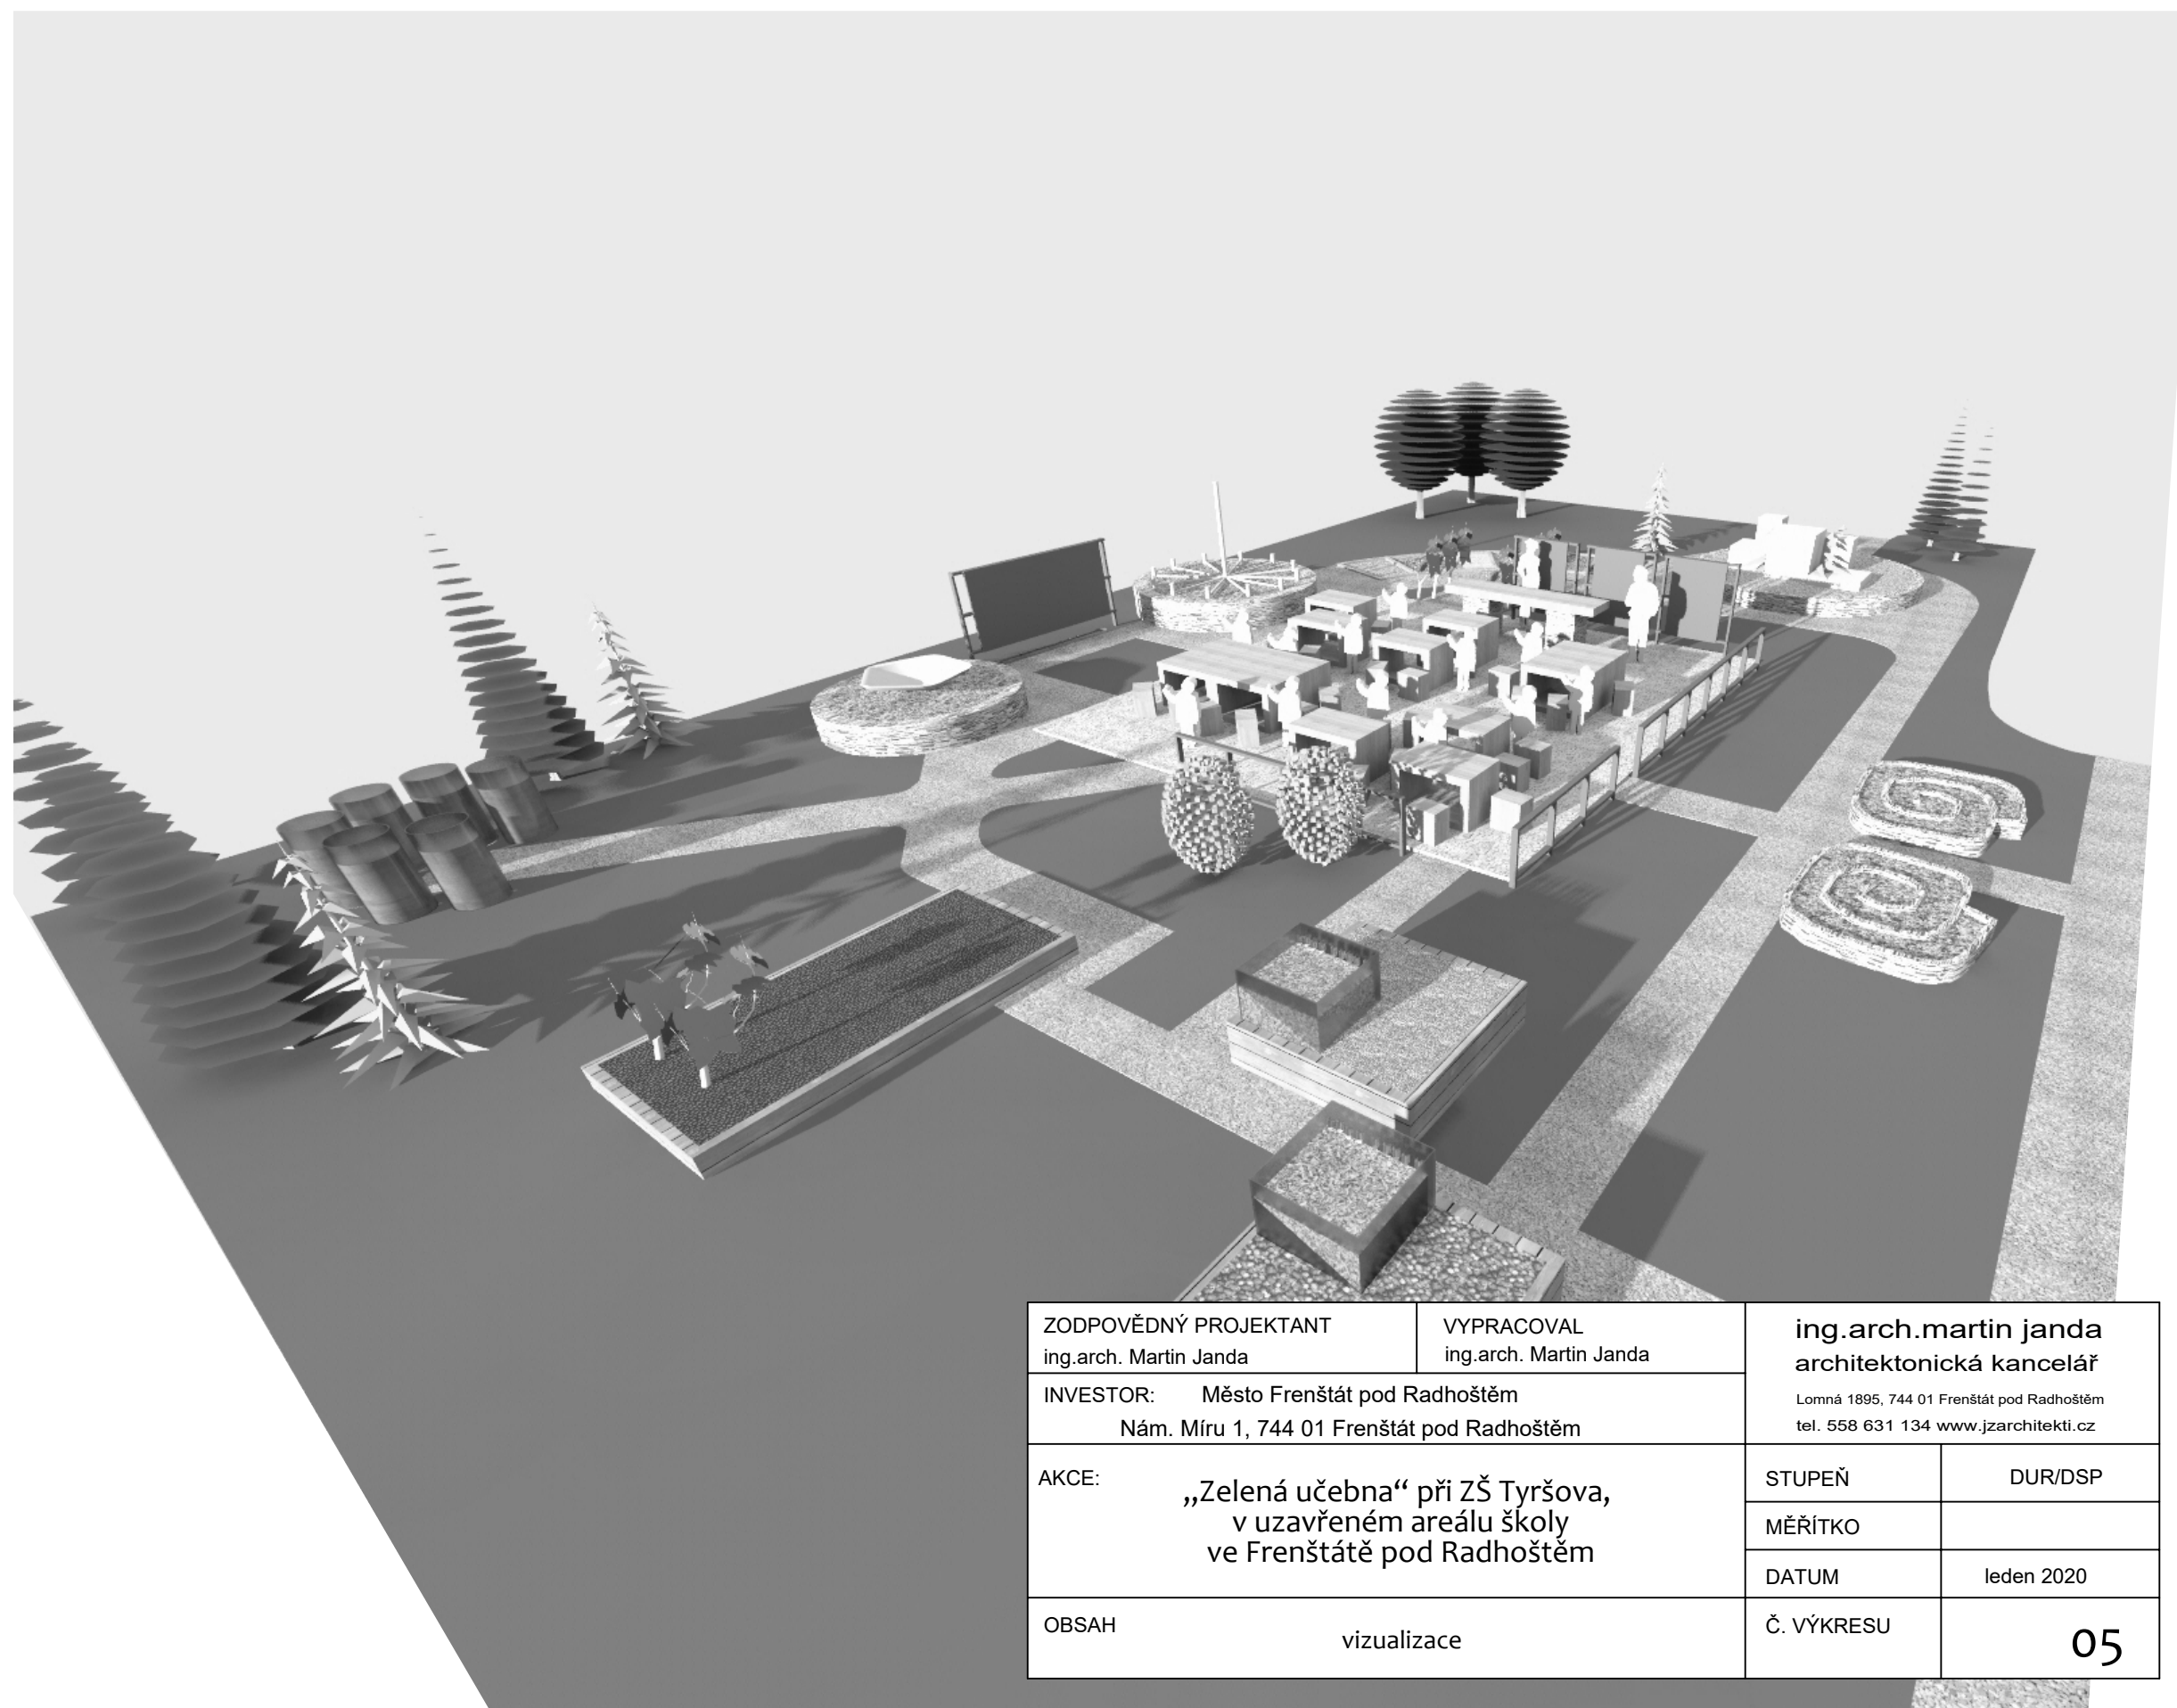 ZODPOVĚDNÝ PROJEKTANT
ing.arch. Martin Janda
VYPRACOVAL
ing.arch. Martin Janda
ing.arch.martin janda
architektonická kancelář
Lomná 1895, 744 01 Frenštát pod Radhoštěm
tel. 558 631 134 www.jzarchitekti.cz
INVESTOR: Město Frenštát pod Radhoštěm
Nám. Míru 1, 744 01 Frenštát pod Radhoštěm
AKCE:
„Zelená učebna“ při ZŠ Tyršova,
v uzavřeném areálu školy
ve Frenštátě pod Radhoštěm
STUPEŇ DUR/DSP
MĚŘÍTKO
DATUM leden 2020
OBSAH vizualizace
Č. VÝKRESU 05